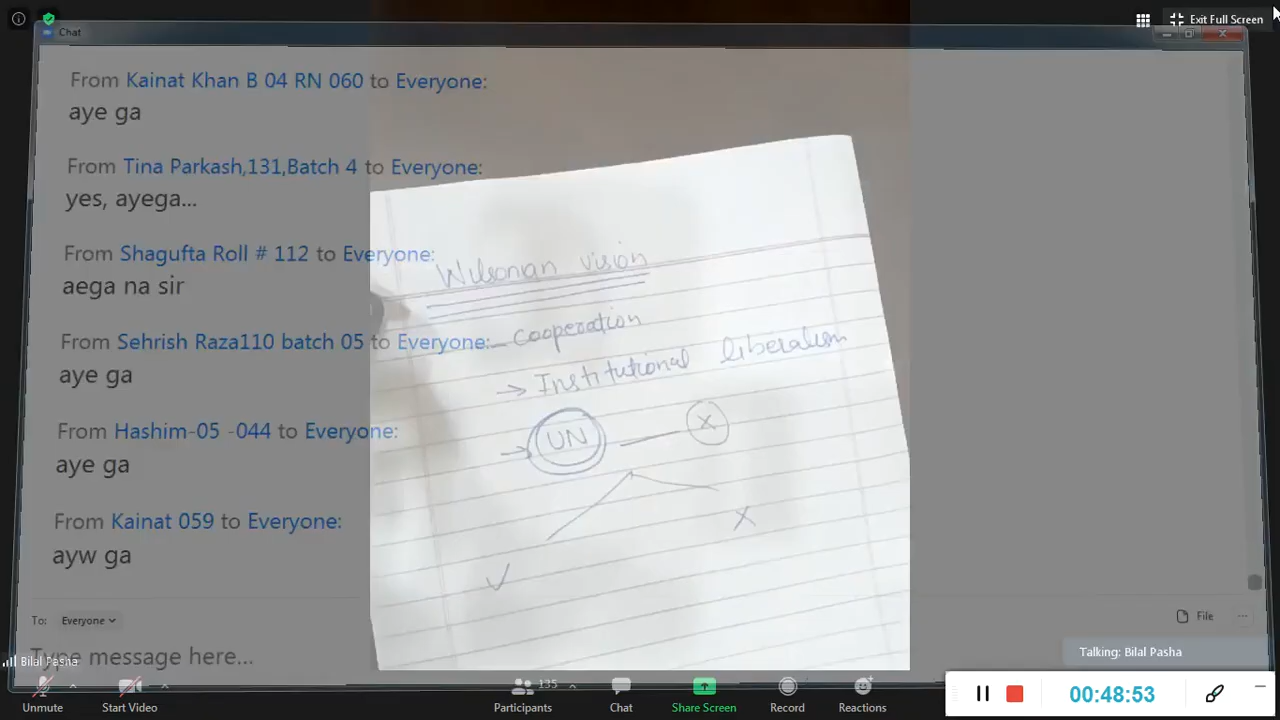 Exit Full Screen
Chat
From Kainat Khan B 04 RN 060 to Everyone:
aye ga
From Tina Parkash,131,Batch 4 to Everyone:
yes, ayega...
From Shagufta Roll # 112 to Everyone:
aega na sir
From Sehrish Raza110 batch 05 to Everyone:
aye ga
From Hashim-05 -044 to Everyone:
aye ga
From Kainat 059 to Everyone:
ayw ga
Wilsonian vision
- Cooperation
→ Institutional liberalism
→ UN — X
X
✓
To: Everyone
File
Type message here...
Talking: Bilal Pasha
Bilal Pasha
Unmute
Start Video
135
Participants
Chat
Share Screen
Record
Reactions
00:48:53